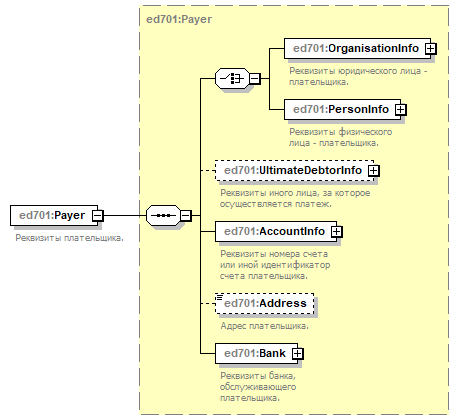 ed701:Payer
ed701:OrganisationInfo
Реквизиты юридического лица -
плательщика.
ed701:PersonInfo
Реквизиты физического
лица - плательщика.
ed701:UltimateDebtorInfo
Реквизиты иного лица, за которое
осуществляется платеж.
ed701:Payer
Реквизиты плательщика.
ed701:AccountInfo
Реквизиты номера счета
или иной идентификатор
счета плательщика.
ed701:Address
Адрес плательщика.
ed701:Bank
Реквизиты банка,
обслуживающего
плательщика.